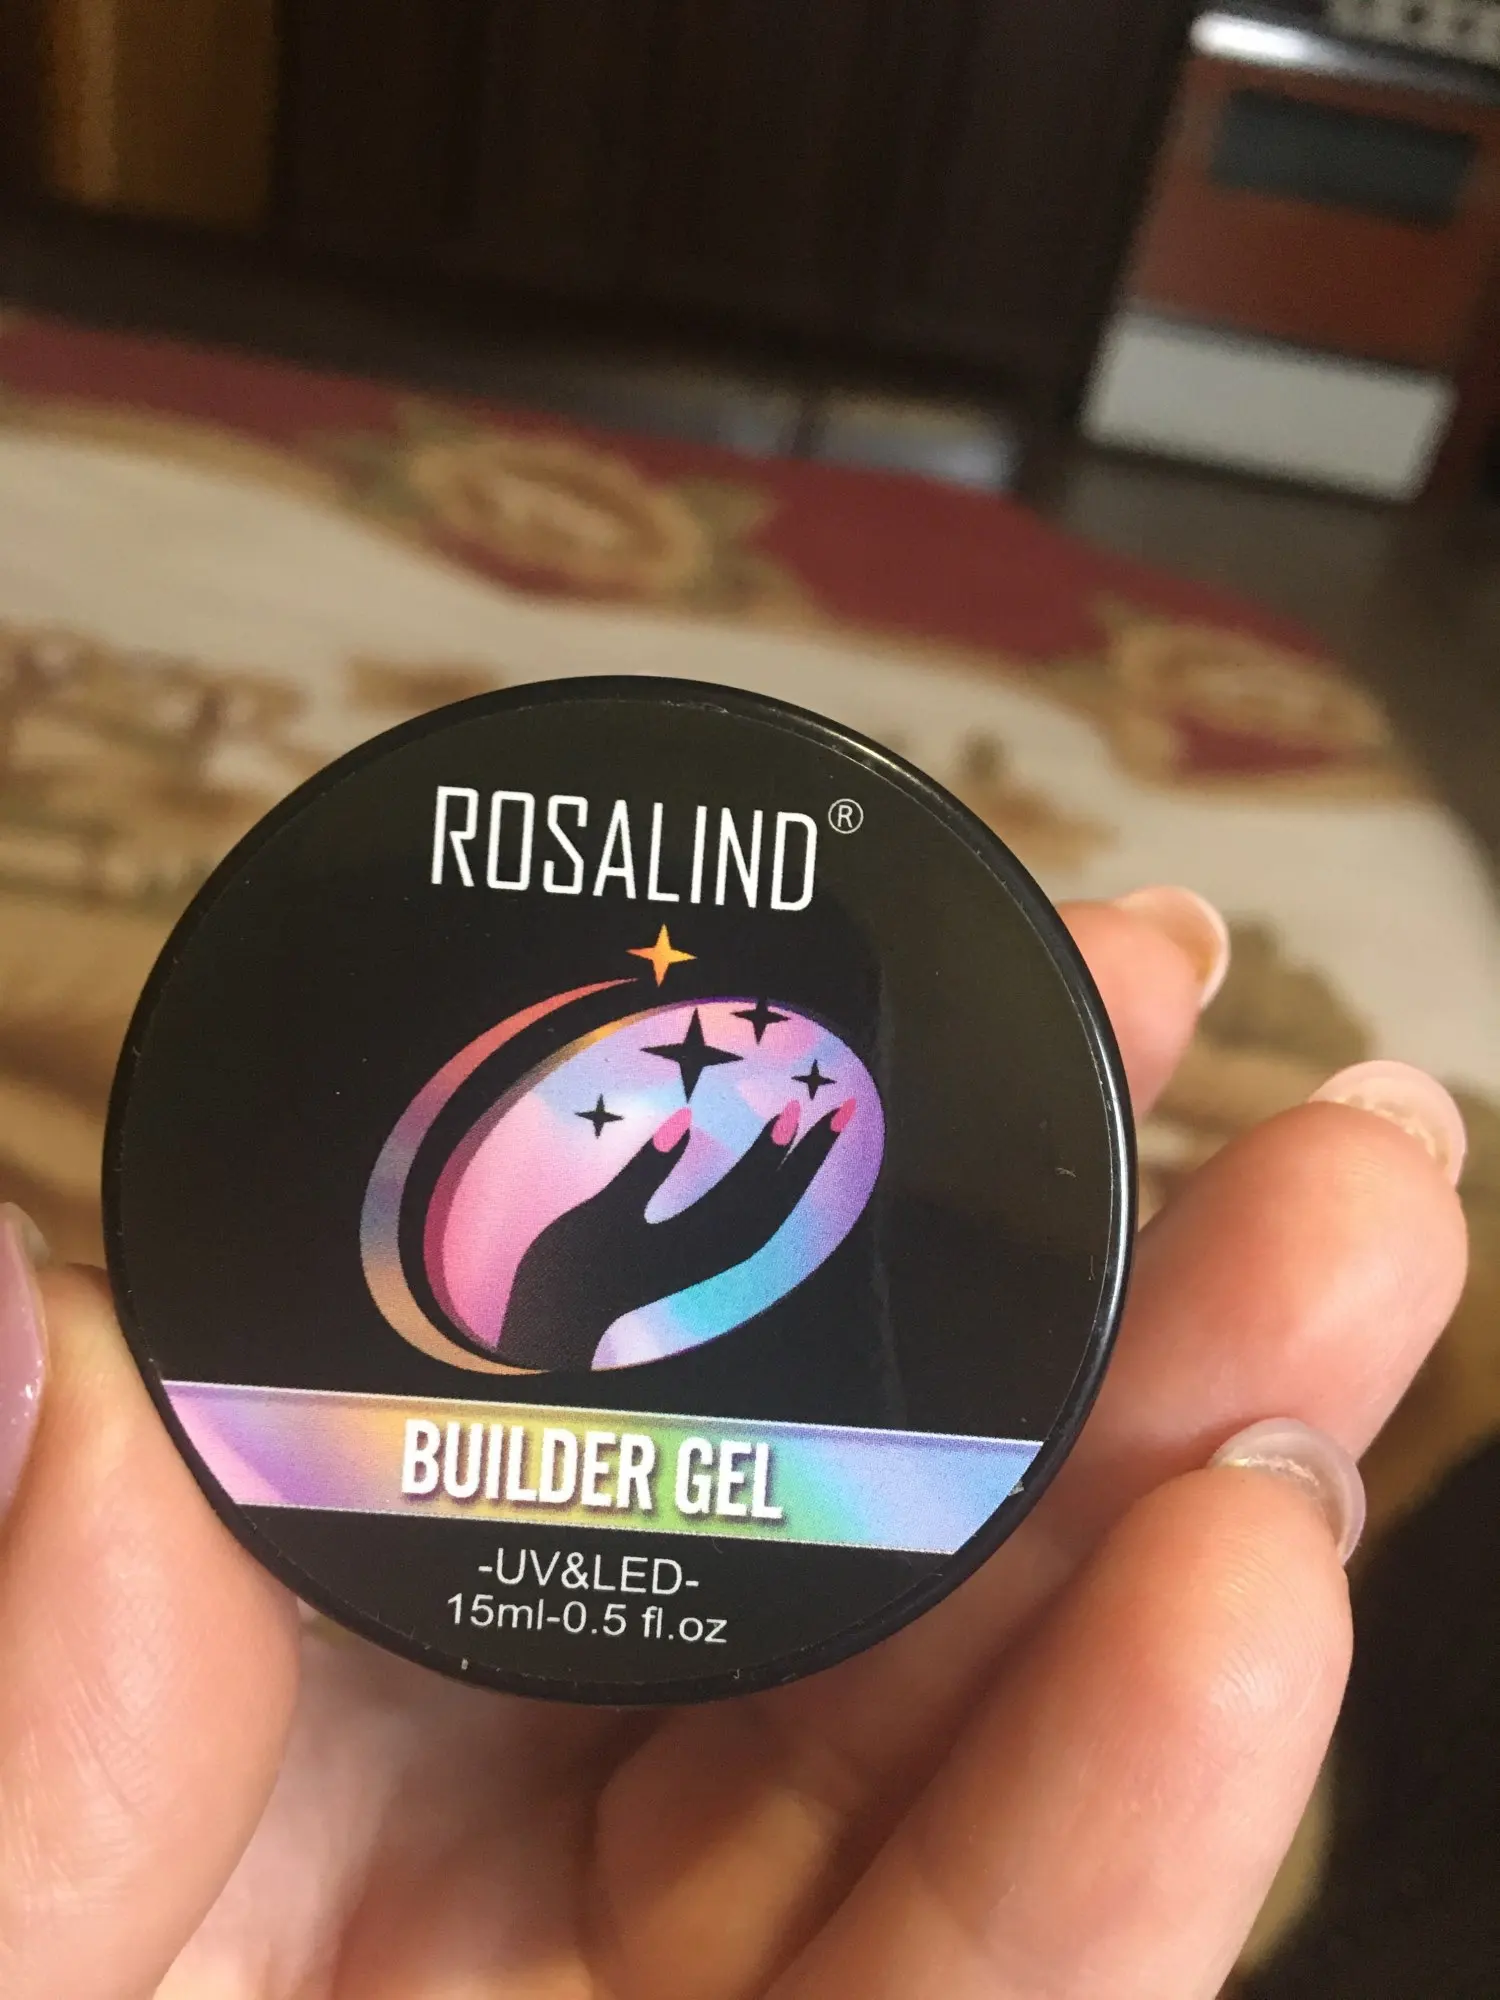 ROSALIND®
BUILDER GEL
-UV&LED-
15ml-0.5 fl.oz